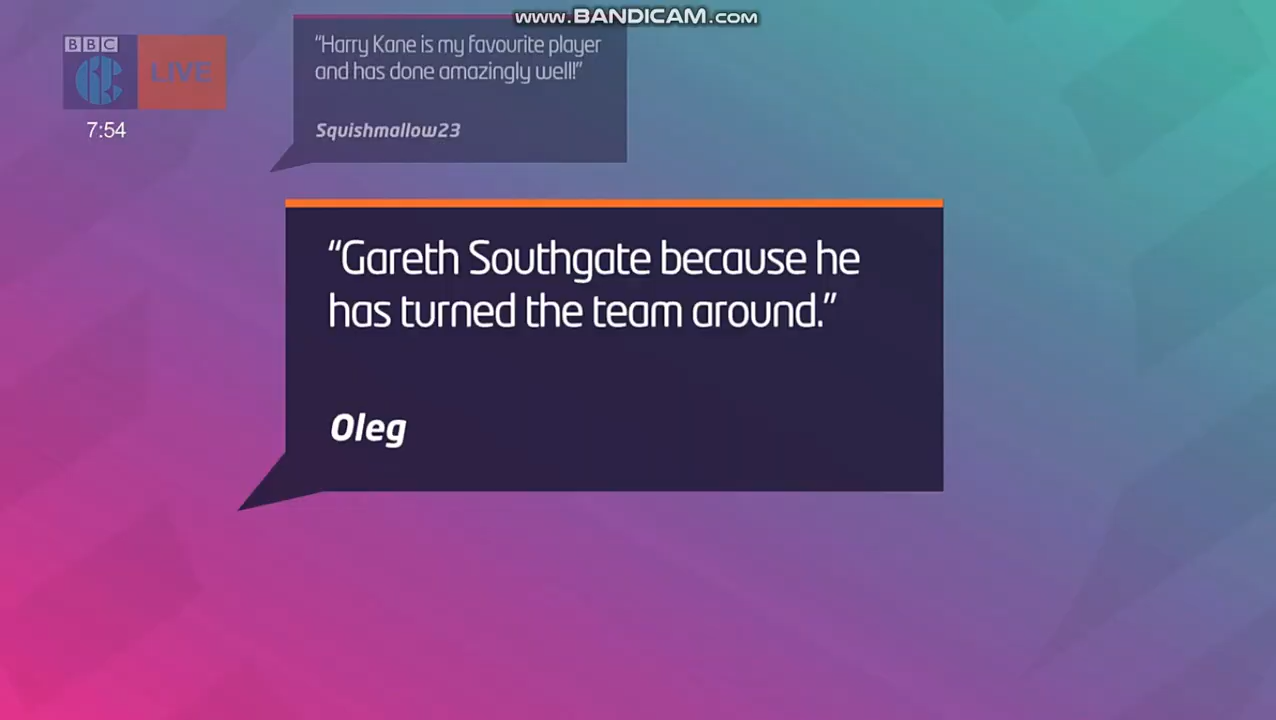 www.BANDICAM.com
BBC
LIVE
7:54
“Harry Kane is my favourite player
and has done amazingly well!”
Squishmallow23
“Gareth Southgate because he
has turned the team around.”
Oleg